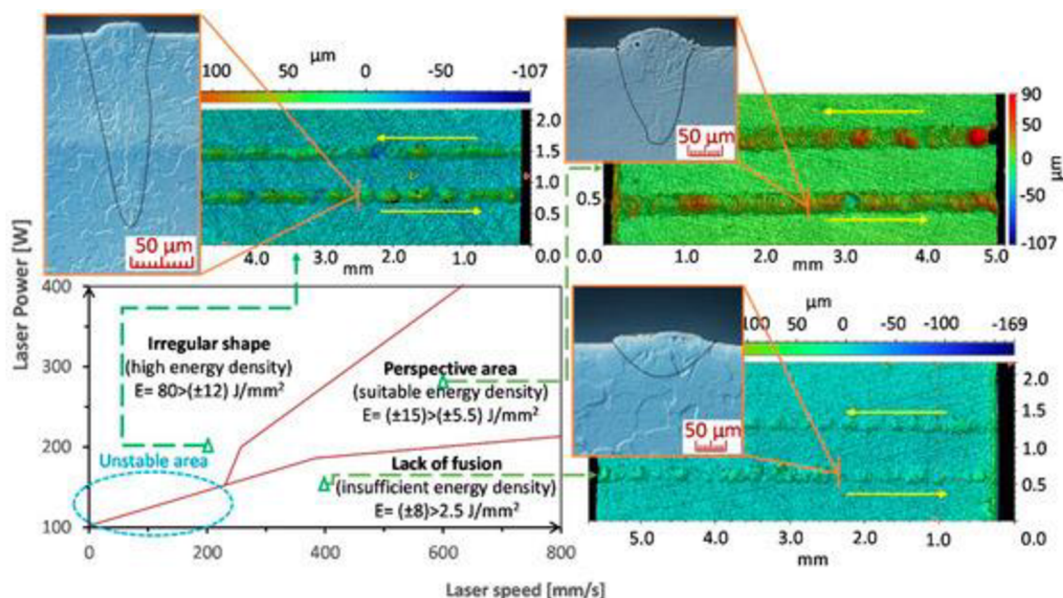 µm
100 50 0 -50 -107
2.0
1.5
1.0
0.5
0.0
4.0 3.0 2.0 1.0
mm
50 µm
90
50
0
-50
-107
µm
0.5
0.0
1.0 2.0 3.0 4.0 5.0
mm
50 µm
Laser Power [W]
400
300
200
100
0 200 400 600 800
Laser speed [mm/s]
Irregular shape
(high energy density)
E= 80>(±12) J/mm²
Unstable area
Perspective area
(suitable energy density)
E= (±15)>(±5.5) J/mm²
Lack of fusion
(insufficient energy density)
E= (±8)>2.5 J/mm²
µm
100 50 0 -50 -100 -169
2.0
1.5
1.0
0.5
0.0
5.0 4.0 3.0 2.0 1.0
mm
50 µm